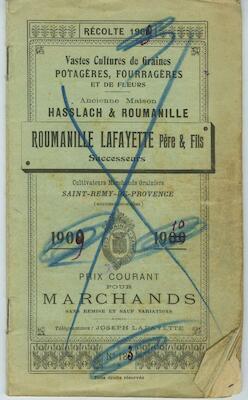 RÉCOLTE 190
Vastes Cultures de Graines
POTAGÈRES, FOURRAGÈRES
ET DE FLEURS
Ancienne Maison
HASSLACH & ROUMANILLE
ROUMANILLE LAFAYETTE Père & Fils
Successeurs
Cultivateurs Marchands Grainiers
SAINT-REMY-DE-PROVENCE
1909 10
PRIX COURANT
POUR
MARCHANDS
SANS REMISE ET SAUF VARIATIONS
Télégrammes : JOSEPH LAFAYETTE
Tous droits réservés